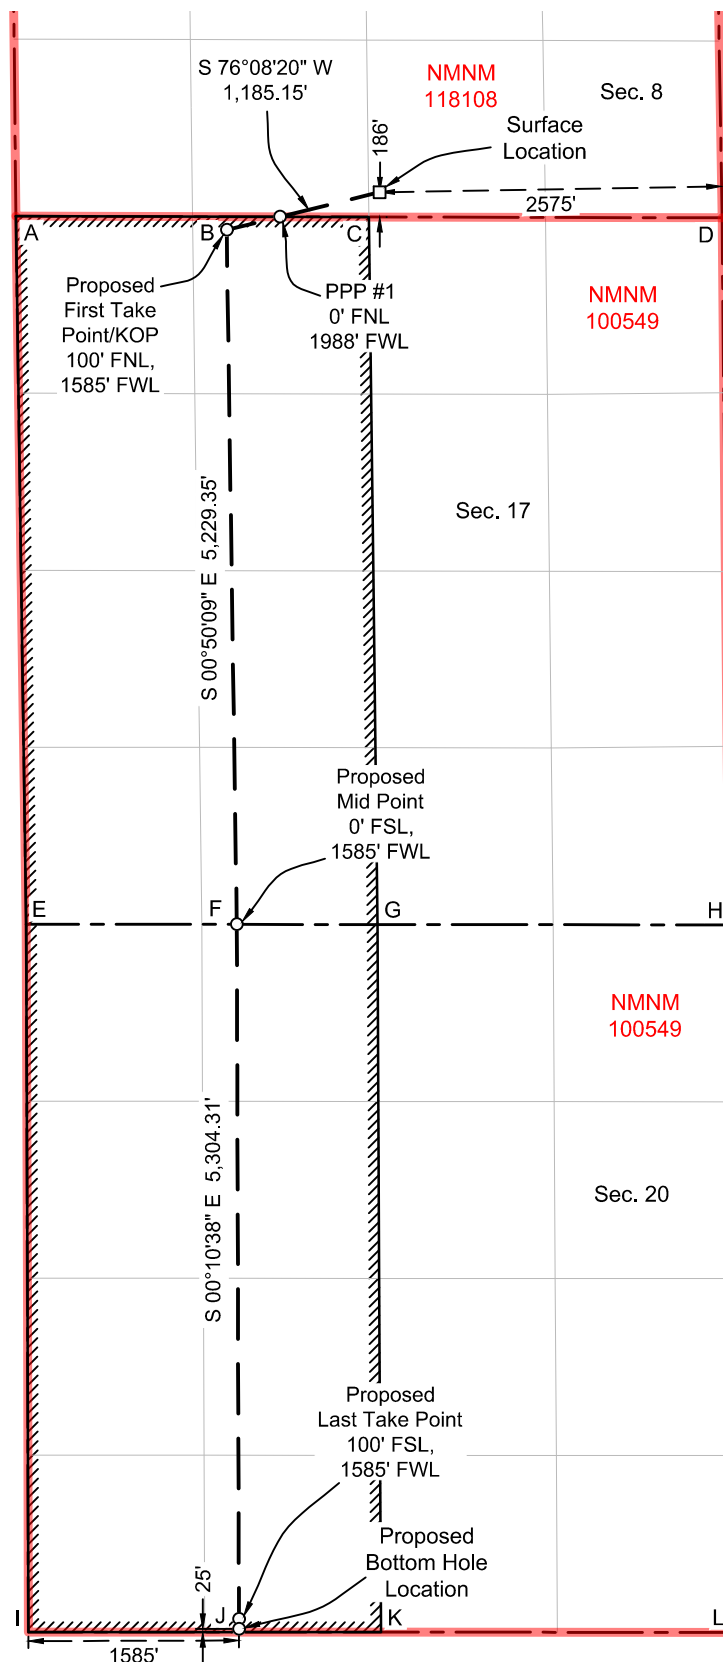 S 76°08'20" W
1,185.15'
NMNM
118108
Sec. 8
186'
Surface
Location
2575'
A
B
C
D
Proposed
First Take
Point/KOP
100' FNL,
1585' FWL
PPP #1
0' FNL
1988' FWL
NMNM
100549
S 00°50'09" E 5,229.35'
Sec. 17
Proposed
Mid Point
0' FSL,
1585' FWL
E
F
G
H
NMNM
100549
S 00°10'38" E 5,304.31'
Sec. 20
Proposed
Last Take Point
100' FSL,
1585' FWL
Proposed
Bottom Hole
Location
25'
I
J
K
L
1585'